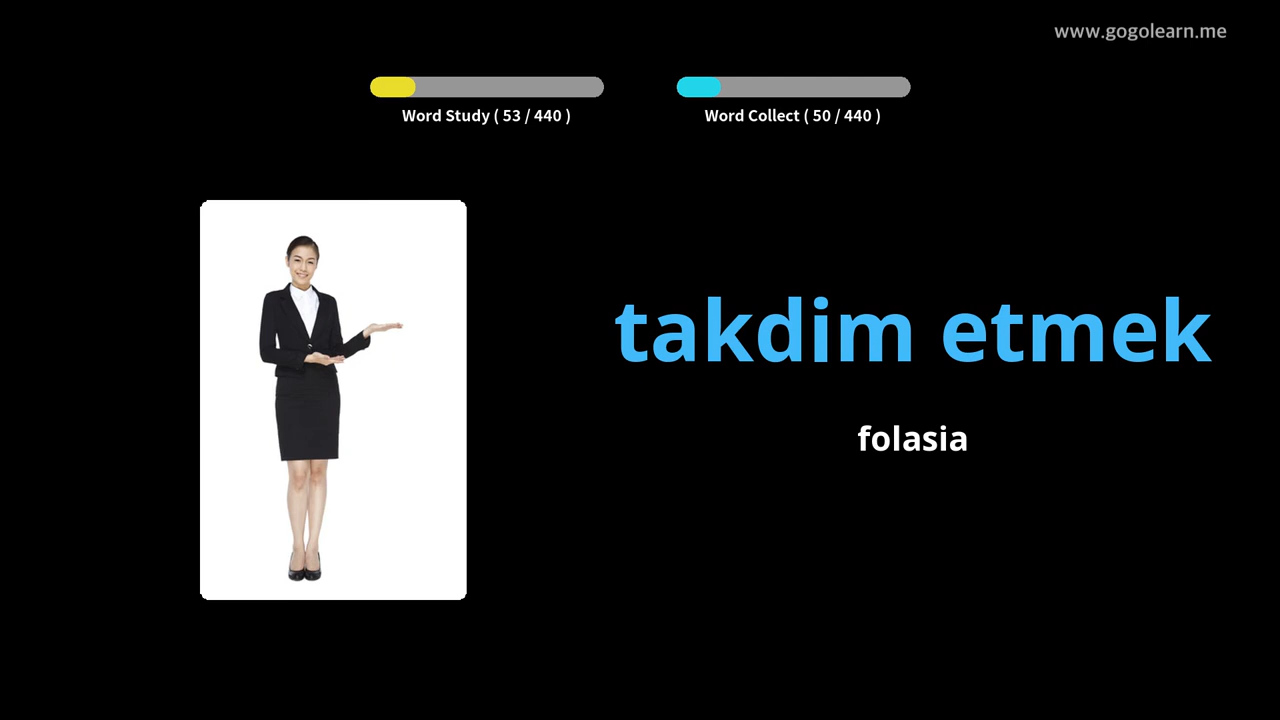 www.gogolearn.me
Word Study ( 53 / 440 )
Word Collect ( 50 / 440 )
takdim etmek
folasia